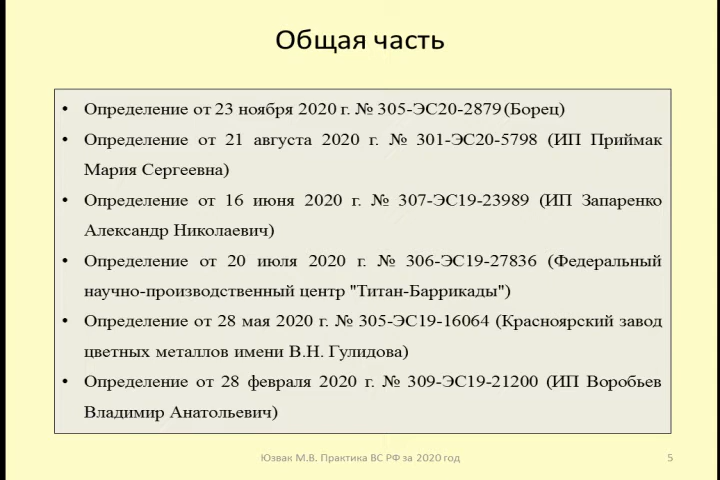 Общая часть
• Определение от 23 ноября 2020 г. № 305-ЭС20-2879 (Борец)
• Определение от 21 августа 2020 г. № 301-ЭС20-5798 (ИП Приймак
Мария Сергеевна)
• Определение от 16 июня 2020 г. № 307-ЭС19-23989 (ИП Запаренко
Александр Николаевич)
• Определение от 20 июля 2020 г. № 306-ЭС19-27836 (Федеральный
научно-производственный центр "Титан-Баррикады")
• Определение от 28 мая 2020 г. № 305-ЭС19-16064 (Красноярский завод
цветных металлов имени В.Н. Гулидова)
• Определение от 28 февраля 2020 г. № 309-ЭС19-21200 (ИП Воробьев
Владимир Анатольевич)
Юзвак М.В. Практика ВС РФ за 2020 год
5